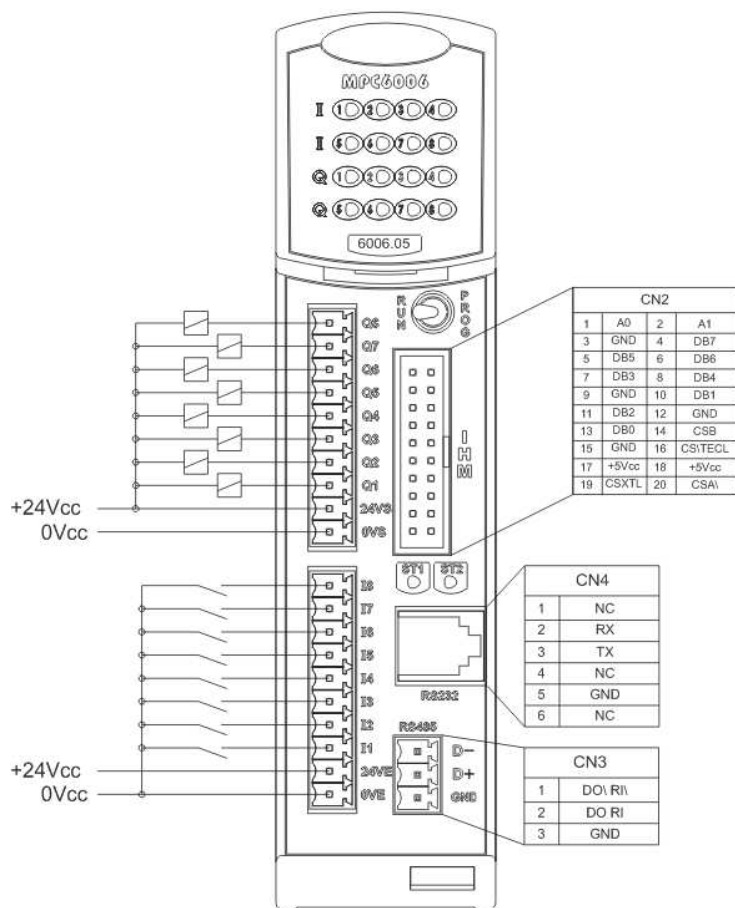 MPC6006
I 1 2 3 4
I 5 6 7 8
Q 1 2 3 4
Q 5 6 7 8
6006.05
RUN
PROG
Q8
Q7
Q6
Q5
Q4
Q3
Q2
Q1
+24Vcc
24VS
0Vcc
0VS
IHM
CN2
1 A0 2 A1
3 GND 4 DB7
5 DB5 6 DB6
7 DB3 8 DB4
9 GND 10 DB1
11 DB2 12 GND
13 DB0 14 CSB
15 GND 16 CS\TECL
17 +5Vcc 18 +5Vcc
19 CSXTL 20 CSA\
ST1 ST2
I8
I7
I6
I5
I4
I3
I2
I1
+24Vcc
24VE
0Vcc
0VE
RS232
CN4
1 NC
2 RX
3 TX
4 NC
5 GND
6 NC
RS485
D-
D+
GND
CN3
1 DO\ RI\
2 DO RI
3 GND